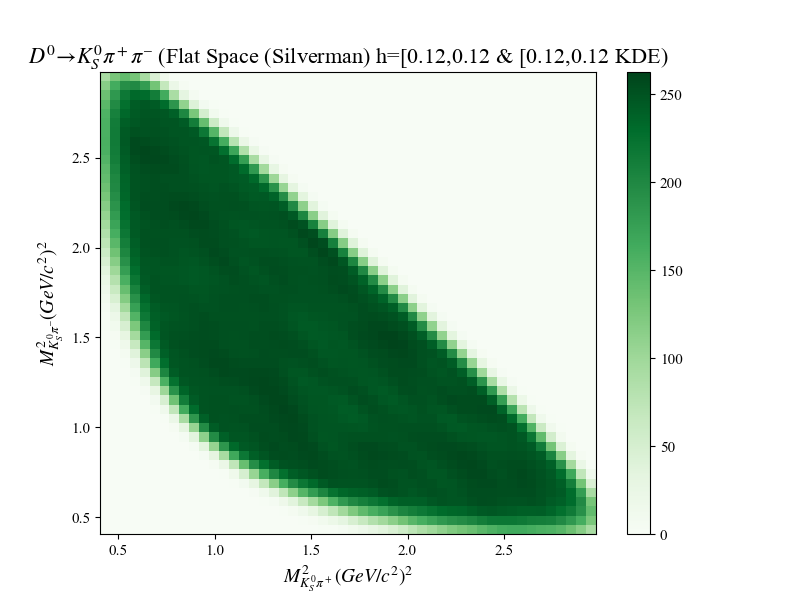 D⁰→K⁰_Sπ⁺π⁻ (Flat Space (Silverman) h=[0.12,0.12 & [0.12,0.12 KDE)
250
200
150
100
50
0
2.5
2.0
1.5
1.0
0.5
M²_{K⁰_Sπ⁻}(GeV/c²)²
0.5 1.0 1.5 2.0 2.5
M²_{K⁰_Sπ⁺}(GeV/c²)²